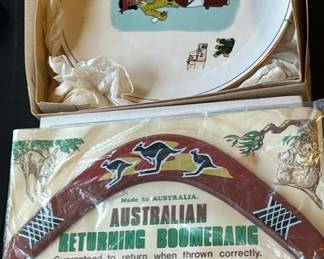 Made in AUSTRALIA.
AUSTRALIAN
RETURNING BOOMERANG
Guaranteed to return when thrown correctly.